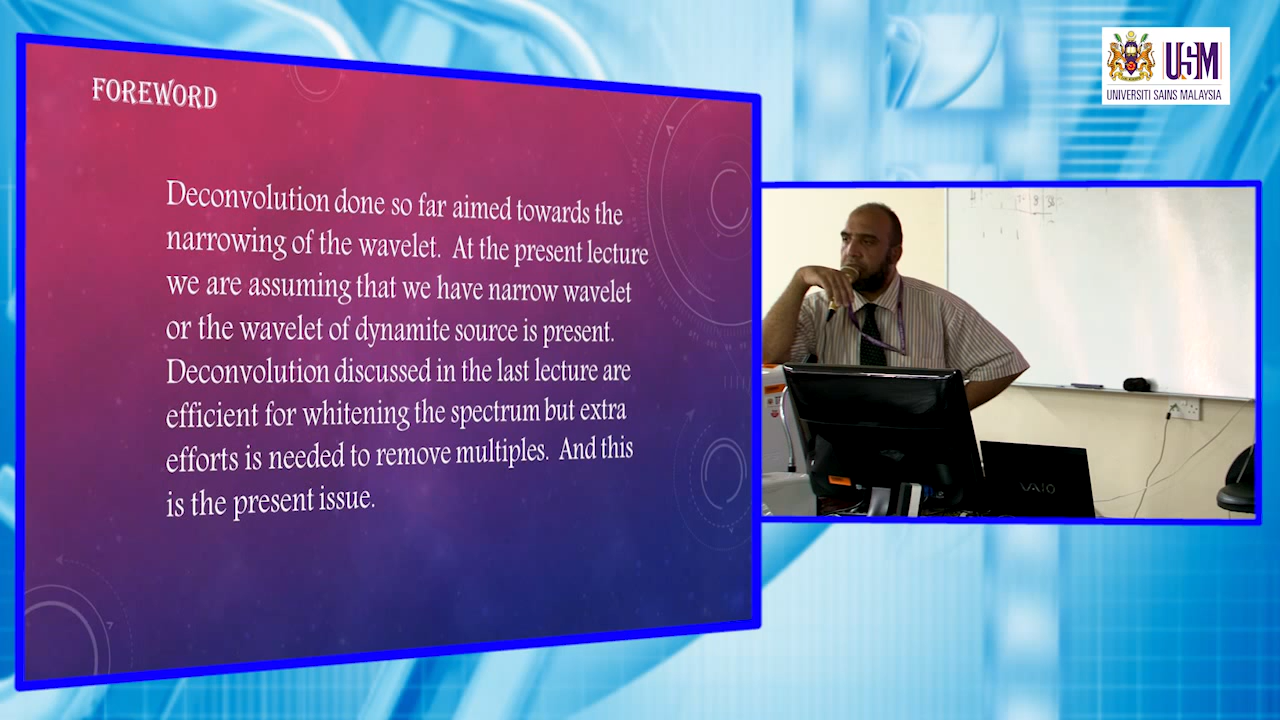 FOREWORD
Deconvolution done so far aimed towards the
narrowing of the wavelet. At the present lecture
we are assuming that we have narrow wavelet
or the wavelet of dynamite source is present.
Deconvolution discussed in the last lecture are
efficient for whitening the spectrum but extra
efforts is needed to remove multiples. And this
is the present issue.
USM
UNIVERSITI SAINS MALAYSIA
VAIO